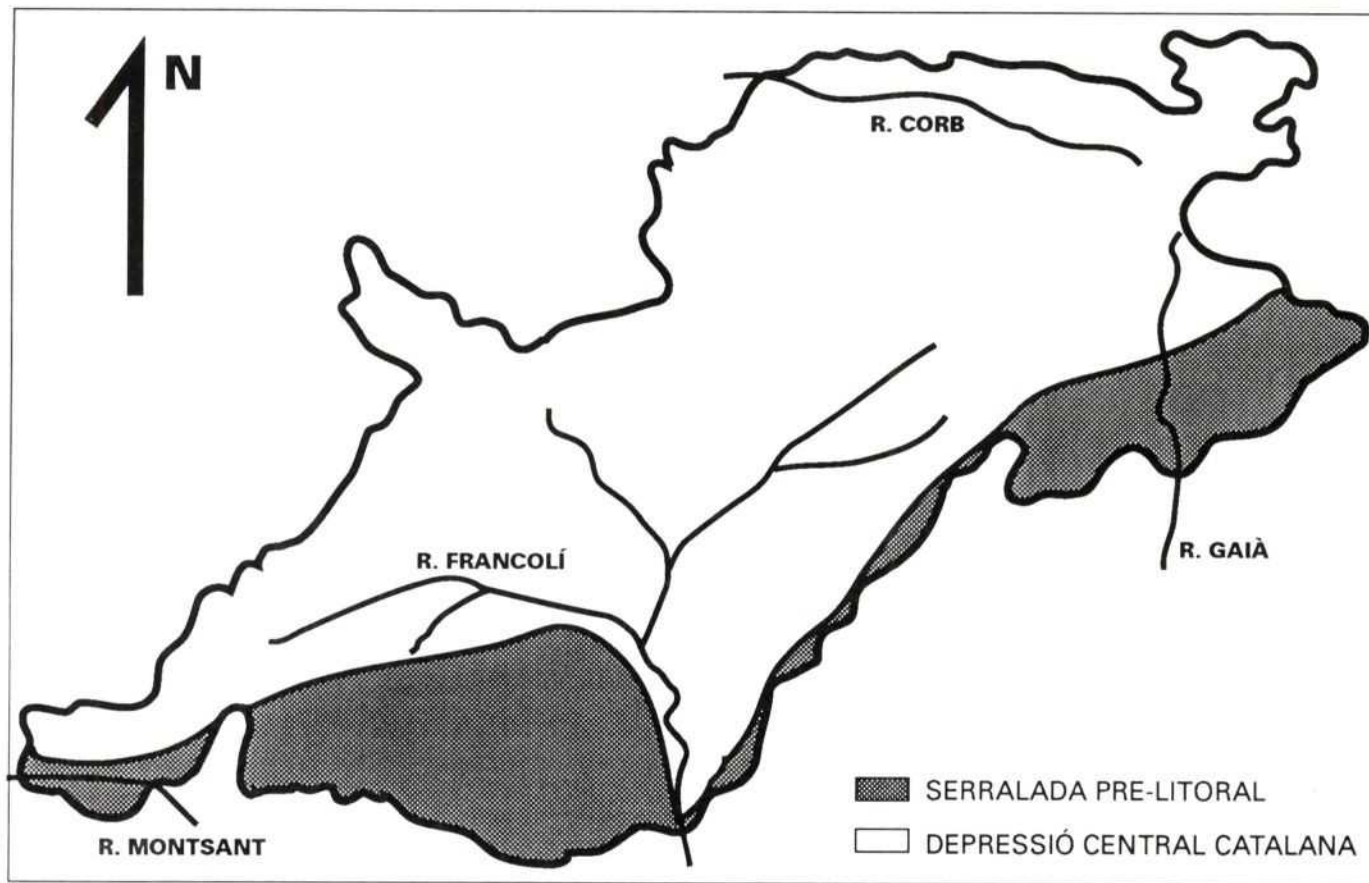 N
R. CORB
R. FRANCOLÍ
R. GAIÀ
R. MONTSANT
SERRALADA PRE-LITORAL
DEPRESSIÓ CENTRAL CATALANA